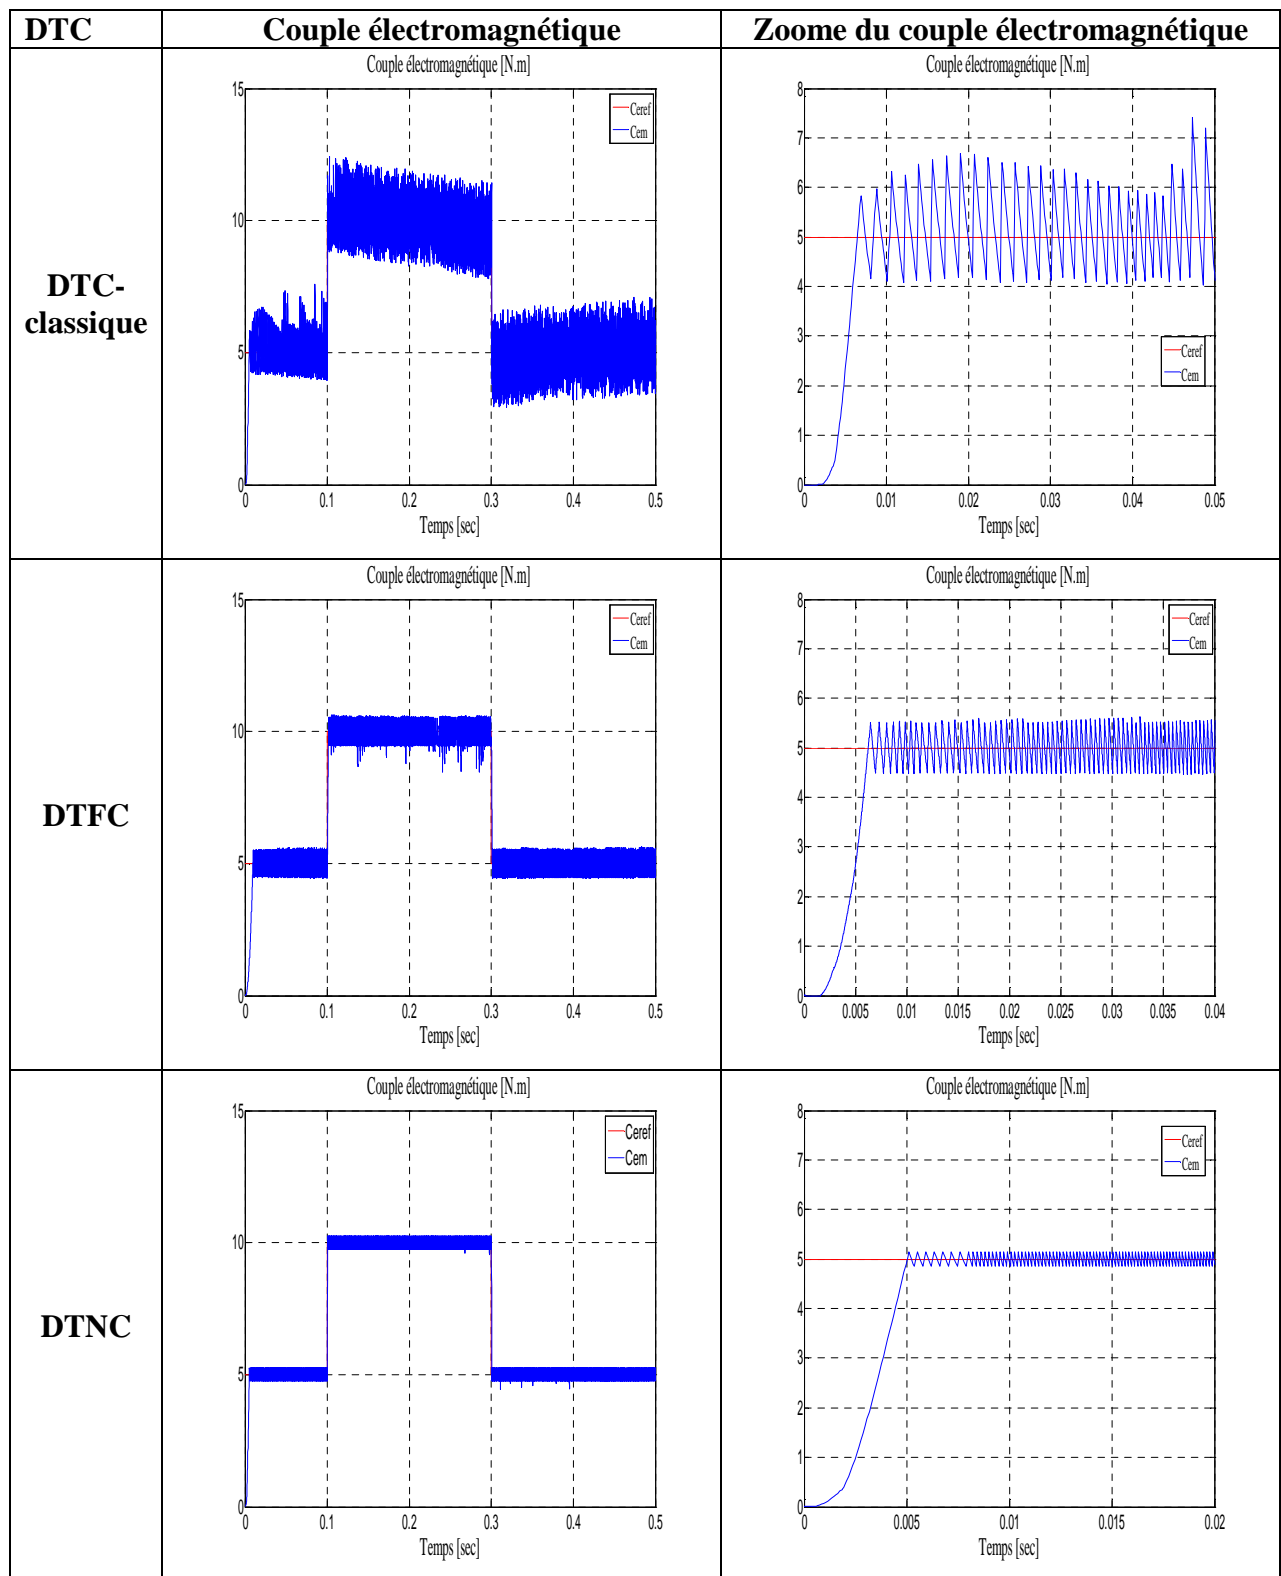 DTC
Couple électromagnétique
Zoome du couple électromagnétique
DTC-
classique
Couple électromagnétique [N.m]
15
10
5
0
0 0.1 0.2 0.3 0.4 0.5
Temps [sec]
Ceref
Cem
Couple électromagnétique [N.m]
8
7
6
5
4
3
2
1
0
0 0.01 0.02 0.03 0.04 0.05
Temps [sec]
Ceref
Cem
DTFC
Couple électromagnétique [N.m]
15
10
5
0
0 0.1 0.2 0.3 0.4 0.5
Temps [sec]
Ceref
Cem
Couple électromagnétique [N.m]
8
7
6
5
4
3
2
1
0
0 0.005 0.01 0.015 0.02 0.025 0.03 0.035 0.04
Temps [sec]
Ceref
Cem
DTNC
Couple électromagnétique [N.m]
15
10
5
0
0 0.1 0.2 0.3 0.4 0.5
Temps [sec]
Ceref
Cem
Couple électromagnétique [N.m]
8
7
6
5
4
3
2
1
0
0 0.005 0.01 0.015 0.02
Temps [sec]
Ceref
Cem